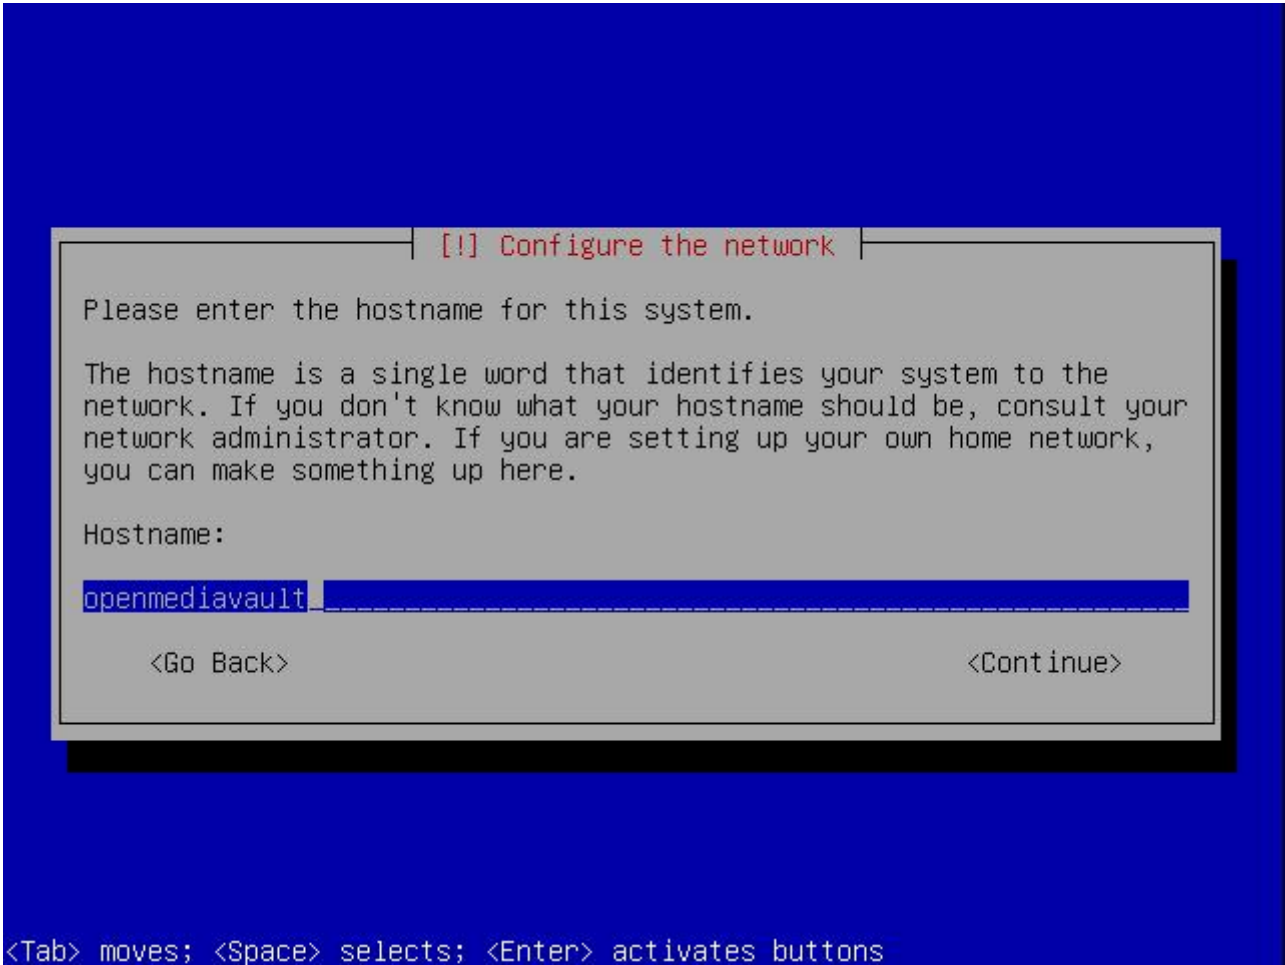 [!] Configure the network
Please enter the hostname for this system.
The hostname is a single word that identifies your system to the
network. If you don't know what your hostname should be, consult your
network administrator. If you are setting up your own home network,
you can make something up here.
Hostname:
openmediavault
<Go Back> <Continue>
<Tab> moves; <Space> selects; <Enter> activates buttons